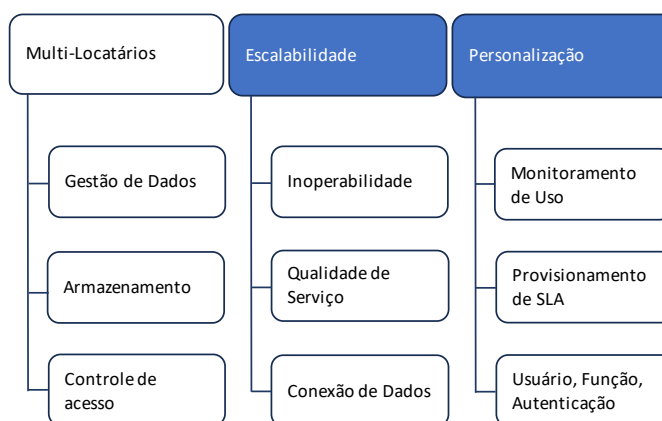 Multi-Locatários
Escalabilidade
Personalização
Gestão de Dados
Inoperabilidade
Monitoramento
de Uso
Armazenamento
Qualidade de
Serviço
Provisionamento
de SLA
Controle de
acesso
Conexão de Dados
Usuário, Função,
Autenticação